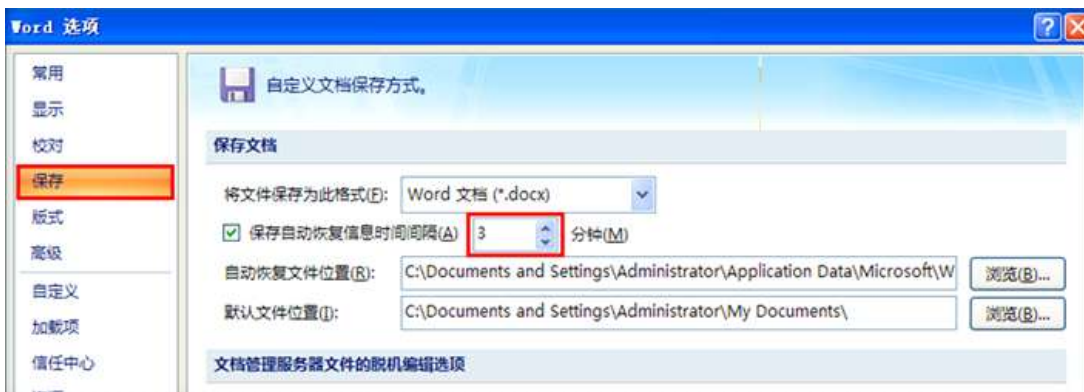 Word 选项
常用
显示
校对
保存
版式
高级
自定义
加载项
信任中心
自定义文档保存方式。
保存文档
将文件保存为此格式(F): Word 文档 (*.docx)
保存自动恢复信息时间间隔(A) 3 分钟(M)
自动恢复文件位置(R): C:\Documents and Settings\Administrator\Application Data\Microsoft\W 浏览(B)...
默认文件位置(I): C:\Documents and Settings\Administrator\My Documents\ 浏览(B)...
文档管理服务器文件的脱机编辑选项